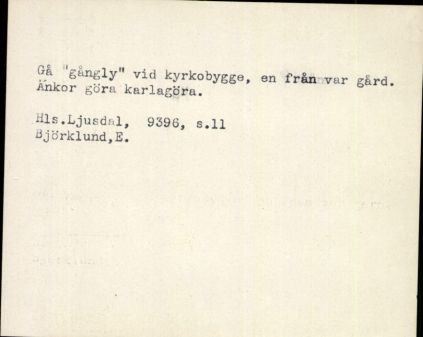 Gå "gångly" vid kyrkobygge, en från var gård.
Änkor göra karlagöra.
Hls.Ljusdal, 9396, s.11
Björklund,E.